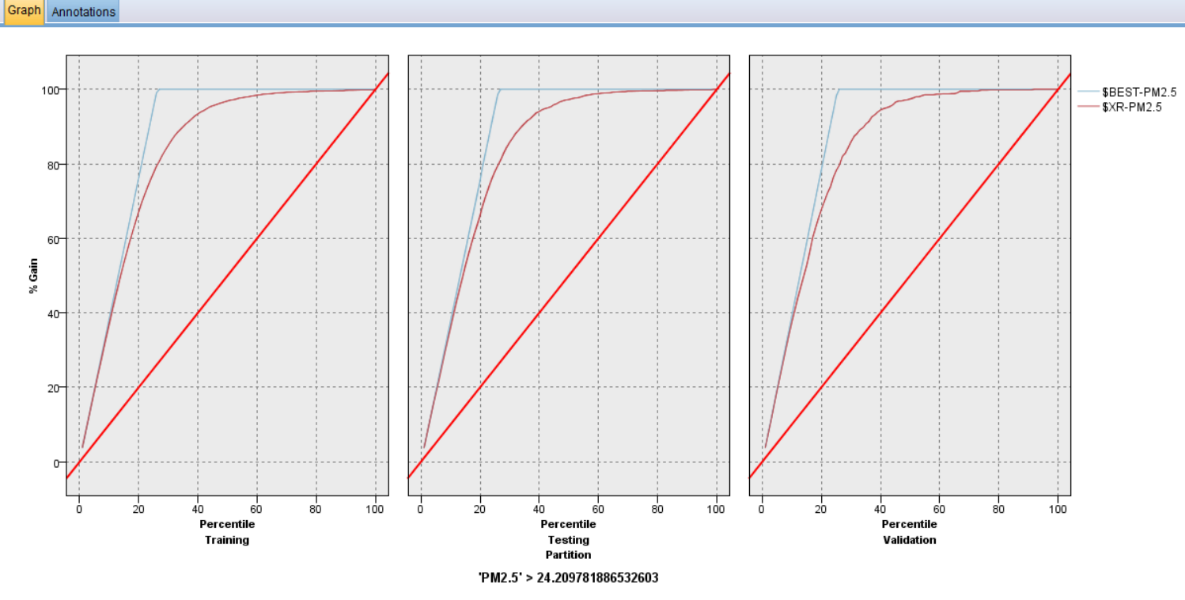 Graph Annotations
% Gain
100
80
60
40
20
0
0 20 40 60 80 100
Percentile
Training
0 20 40 60 80 100
Percentile
Testing
Partition
0 20 40 60 80 100
Percentile
Validation
$BEST-PM2.5
$XR-PM2.5
'PM2.5' > 24.209781886532603